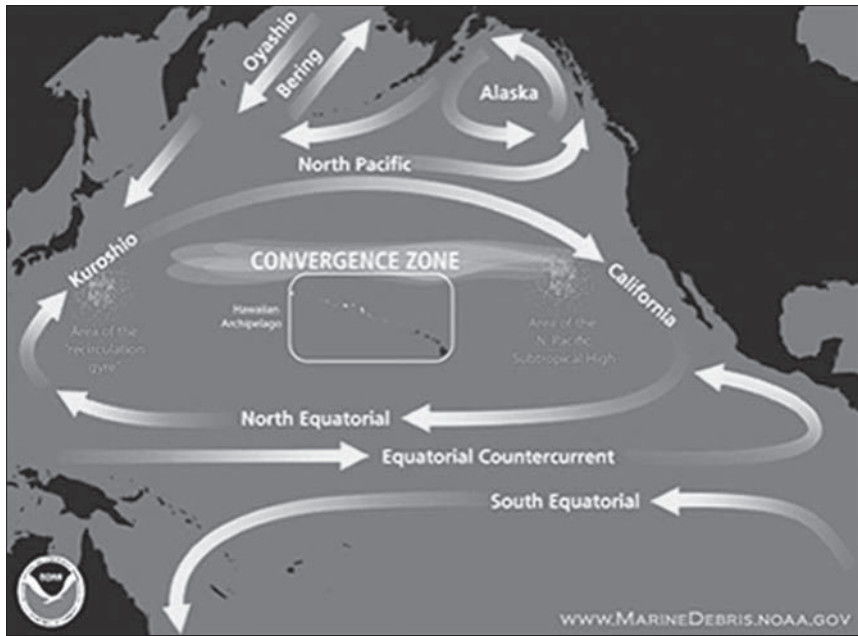 Oyashio
Bering
Alaska
North Pacific
Kuroshio
CONVERGENCE ZONE
Hawaiian
Archipelago
California
Area of the
"recirculation
gyre"
Area of the
N. Pacific
Subtropical High
North Equatorial
Equatorial Countercurrent
South Equatorial
NOAA
WWW.MARINEDEBRIS.NOAA.GOV